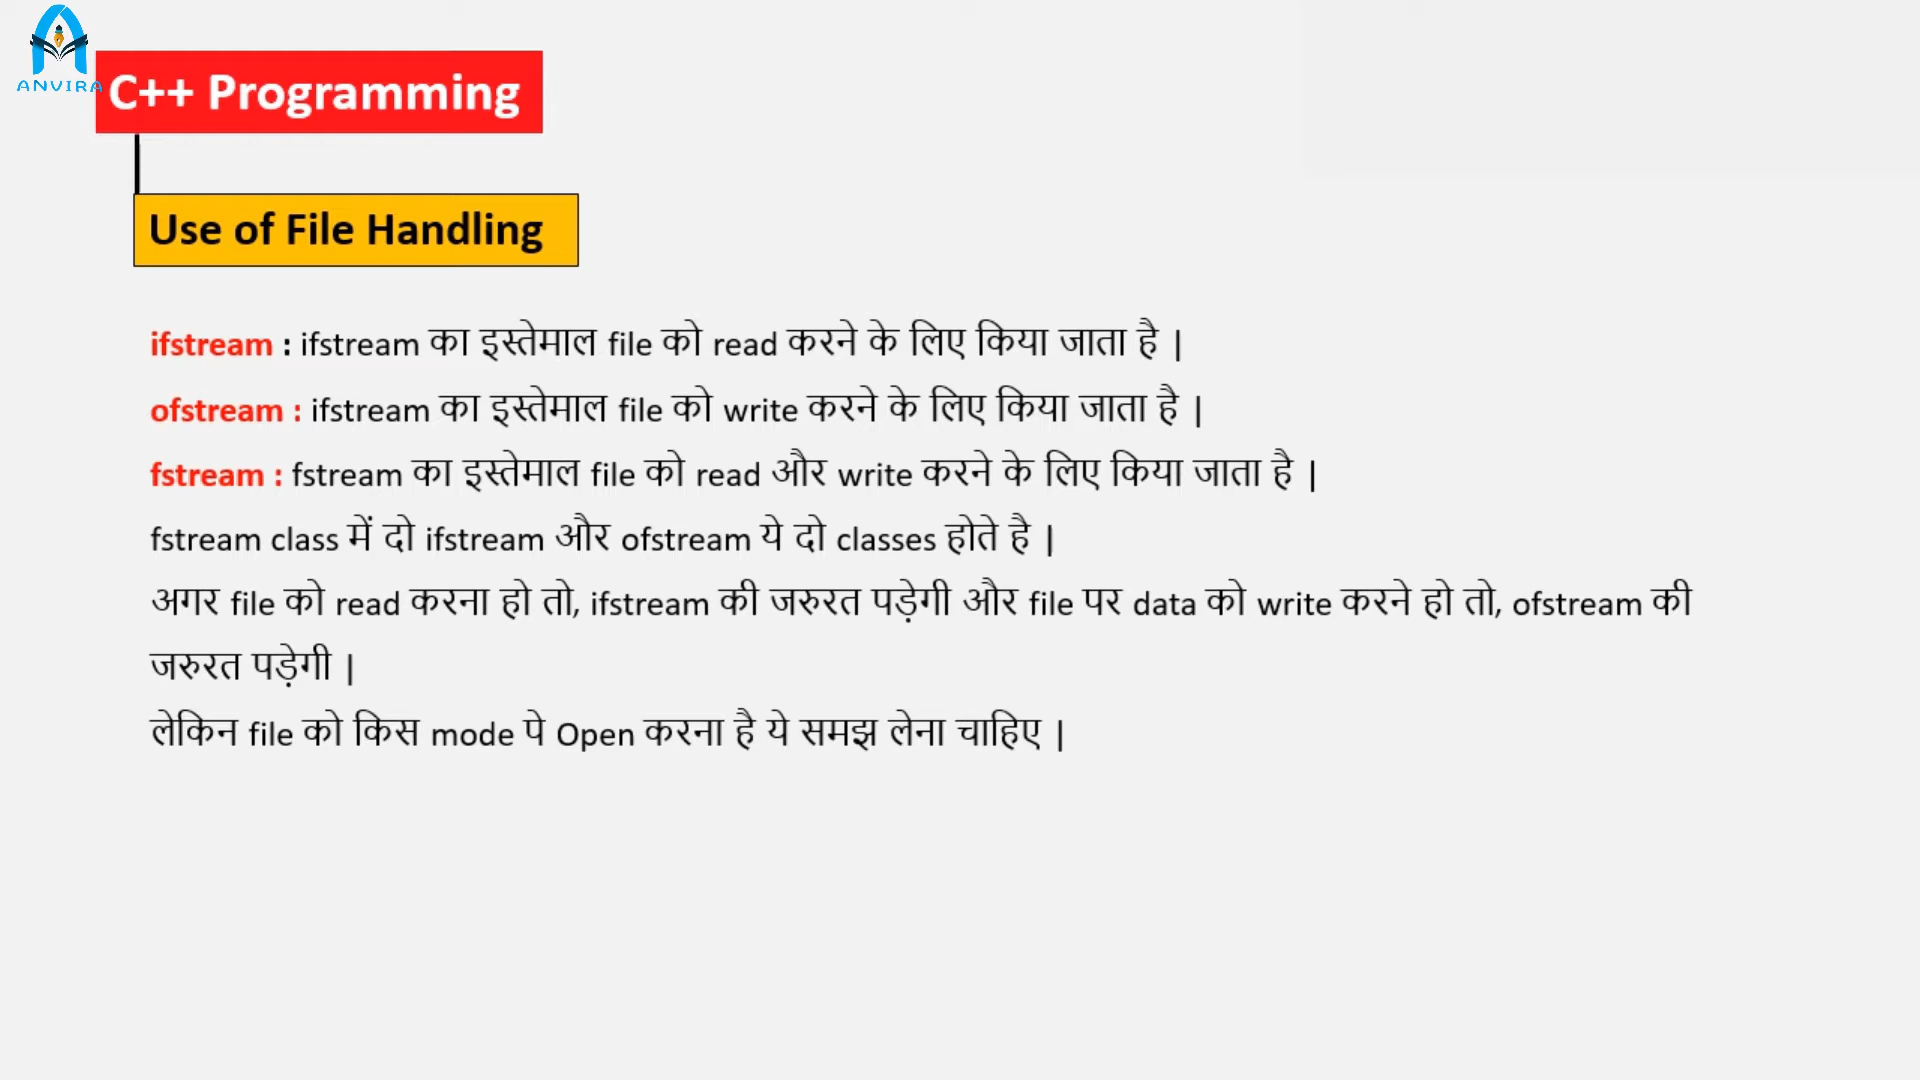 ANVIRA
C++ Programming
Use of File Handling
ifstream : ifstream का इस्तेमाल file को read करने के लिए किया जाता है |
ofstream : ifstream का इस्तेमाल file को write करने के लिए किया जाता है |
fstream : fstream का इस्तेमाल file को read और write करने के लिए किया जाता है |
fstream class में दो ifstream और ofstream ये दो classes होते है |
अगर file को read करना हो तो, ifstream की जरुरत पड़ेगी और file पर data को write करने हो तो, ofstream की
जरुरत पड़ेगी |
लेकिन file को किस mode पे Open करना है ये समझ लेना चाहिए |